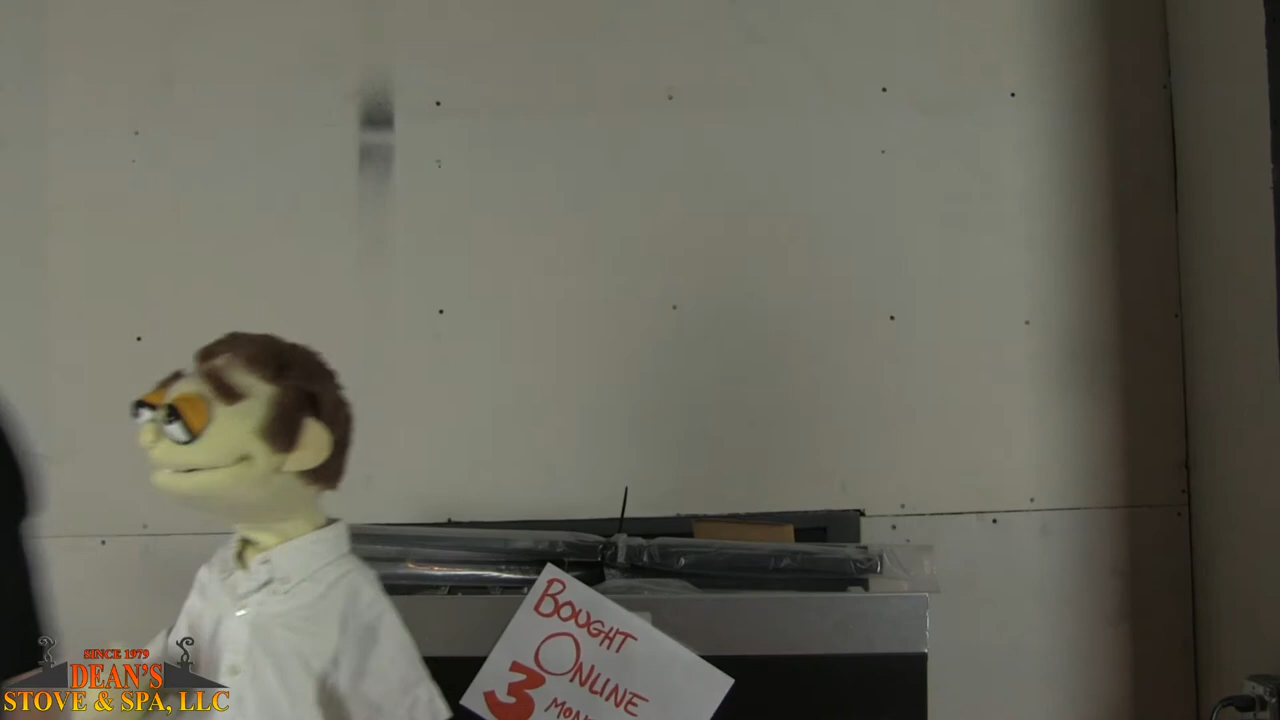 BOUGHT
ONLINE
3
SINCE 1979
DEAN'S
STOVE & SPA, LLC